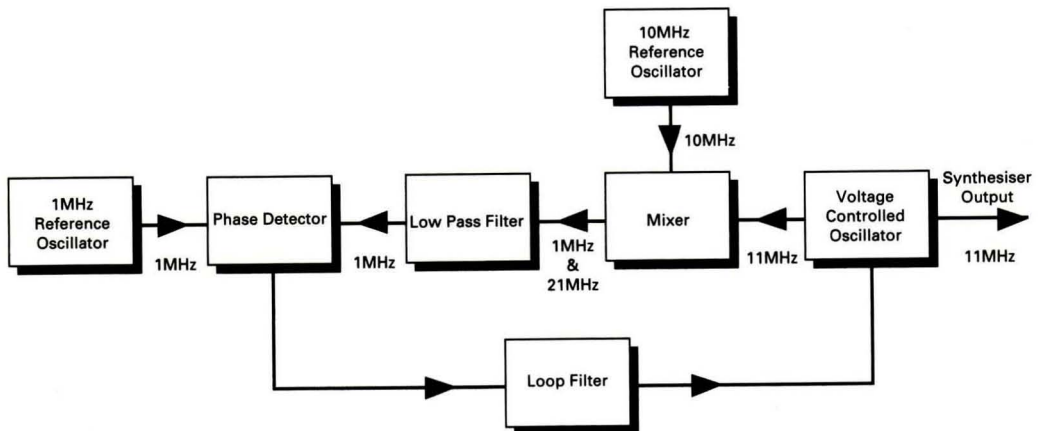 10MHz
Reference
Oscillator
10MHz
1MHz
Reference
Oscillator
1MHz
Phase Detector
1MHz
Low Pass Filter
1MHz
&
21MHz
Mixer
11MHz
Voltage
Controlled
Oscillator
Synthesiser
Output
11MHz
Loop Filter